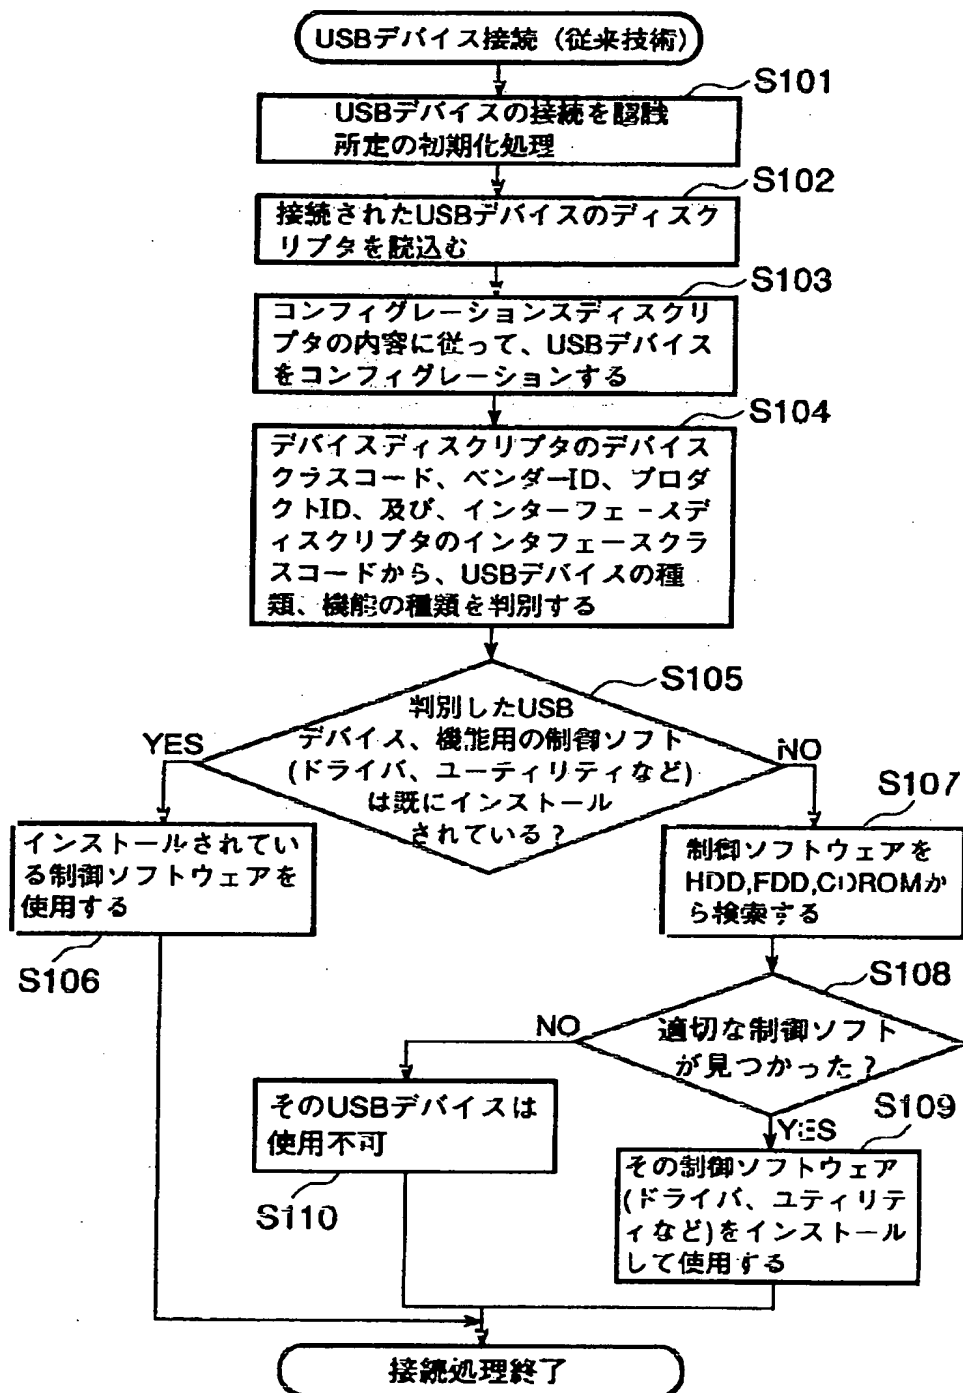 USBデバイス接続（従来技術）
S101
USBデバイスの接続を認識
所定の初期化処理
S102
接続されたUSBデバイスのディスク
リプタを読込む
S103
コンフィグレーションスディスクリ
プタの内容に従って、USBデバイス
をコンフィグレーションする
S104
デバイスディスクリプタのデバイス
クラスコード、ベンダーID、プロダ
クトID、及び、インターフェースデ
ィスクリプタのインタフェースクラ
スコードから、USBデバイスの種
類、機能の種類を判別する
S105
判別したUSB
デバイス、機能用の制御ソフト
(ドライバ、ユーティリティなど)
は既にインストール
されている？
YES
NO
インストールされてい
る制御ソフトウェアを
使用する
S106
S107
制御ソフトウェアを
HDD,FDD,CDROMか
ら検索する
S108
適切な制御ソフト
が見つかった？
NO
YES
そのUSBデバイスは
使用不可
S110
S109
その制御ソフトウェア
(ドライバ、ユティリテ
ィなど)をインストール
して使用する
接続処理終了